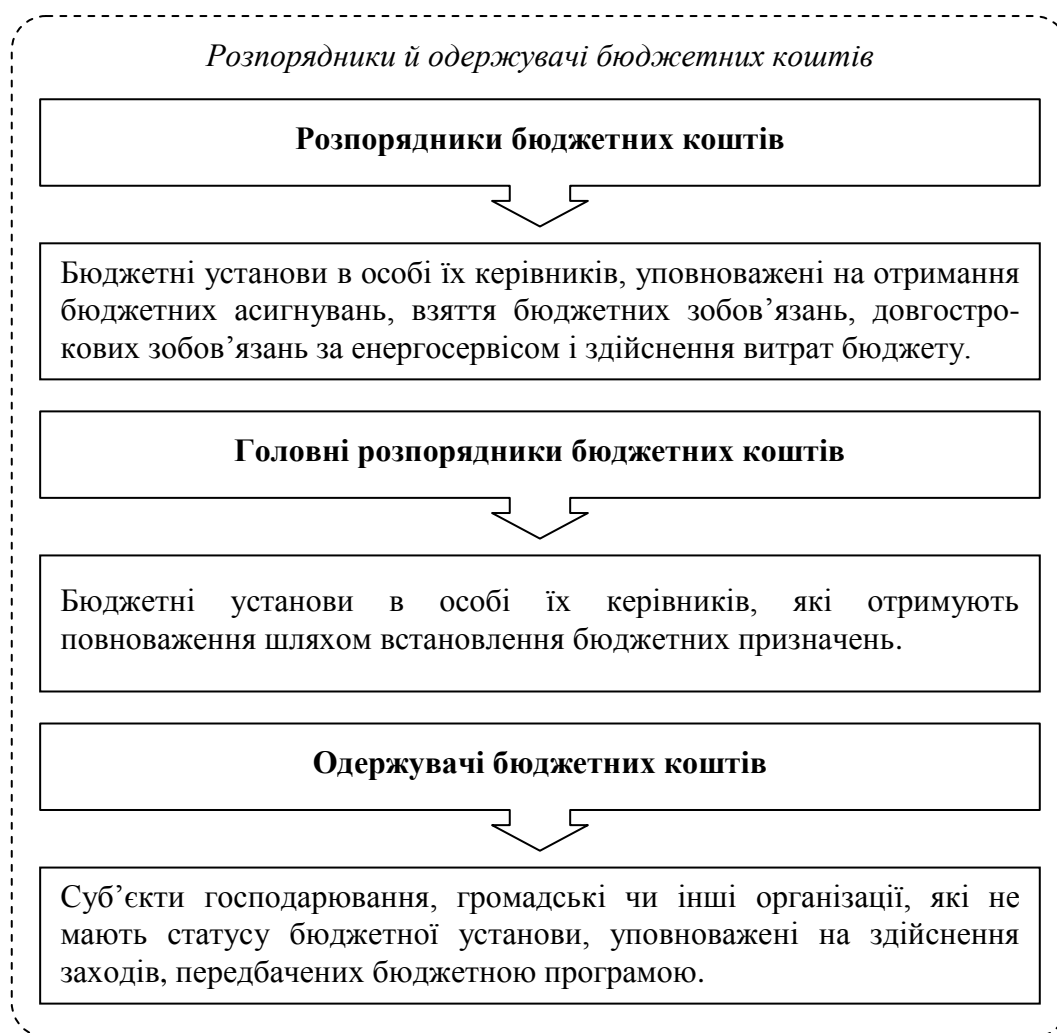 Розпорядники й одержувачі бюджетних коштів
Розпорядники бюджетних коштів
Бюджетні установи в особі їх керівників, уповноважені на отримання
бюджетних асигнувань, взяття бюджетних зобов’язань, довгостро-
кових зобов’язань за енергосервісом і здійснення витрат бюджету.
Головні розпорядники бюджетних коштів
Бюджетні установи в особі їх керівників, які отримують
повноваження шляхом встановлення бюджетних призначень.
Одержувачі бюджетних коштів
Суб’єкти господарювання, громадські чи інші організації, які не
мають статусу бюджетної установи, уповноважені на здійснення
заходів, передбачених бюджетною програмою.